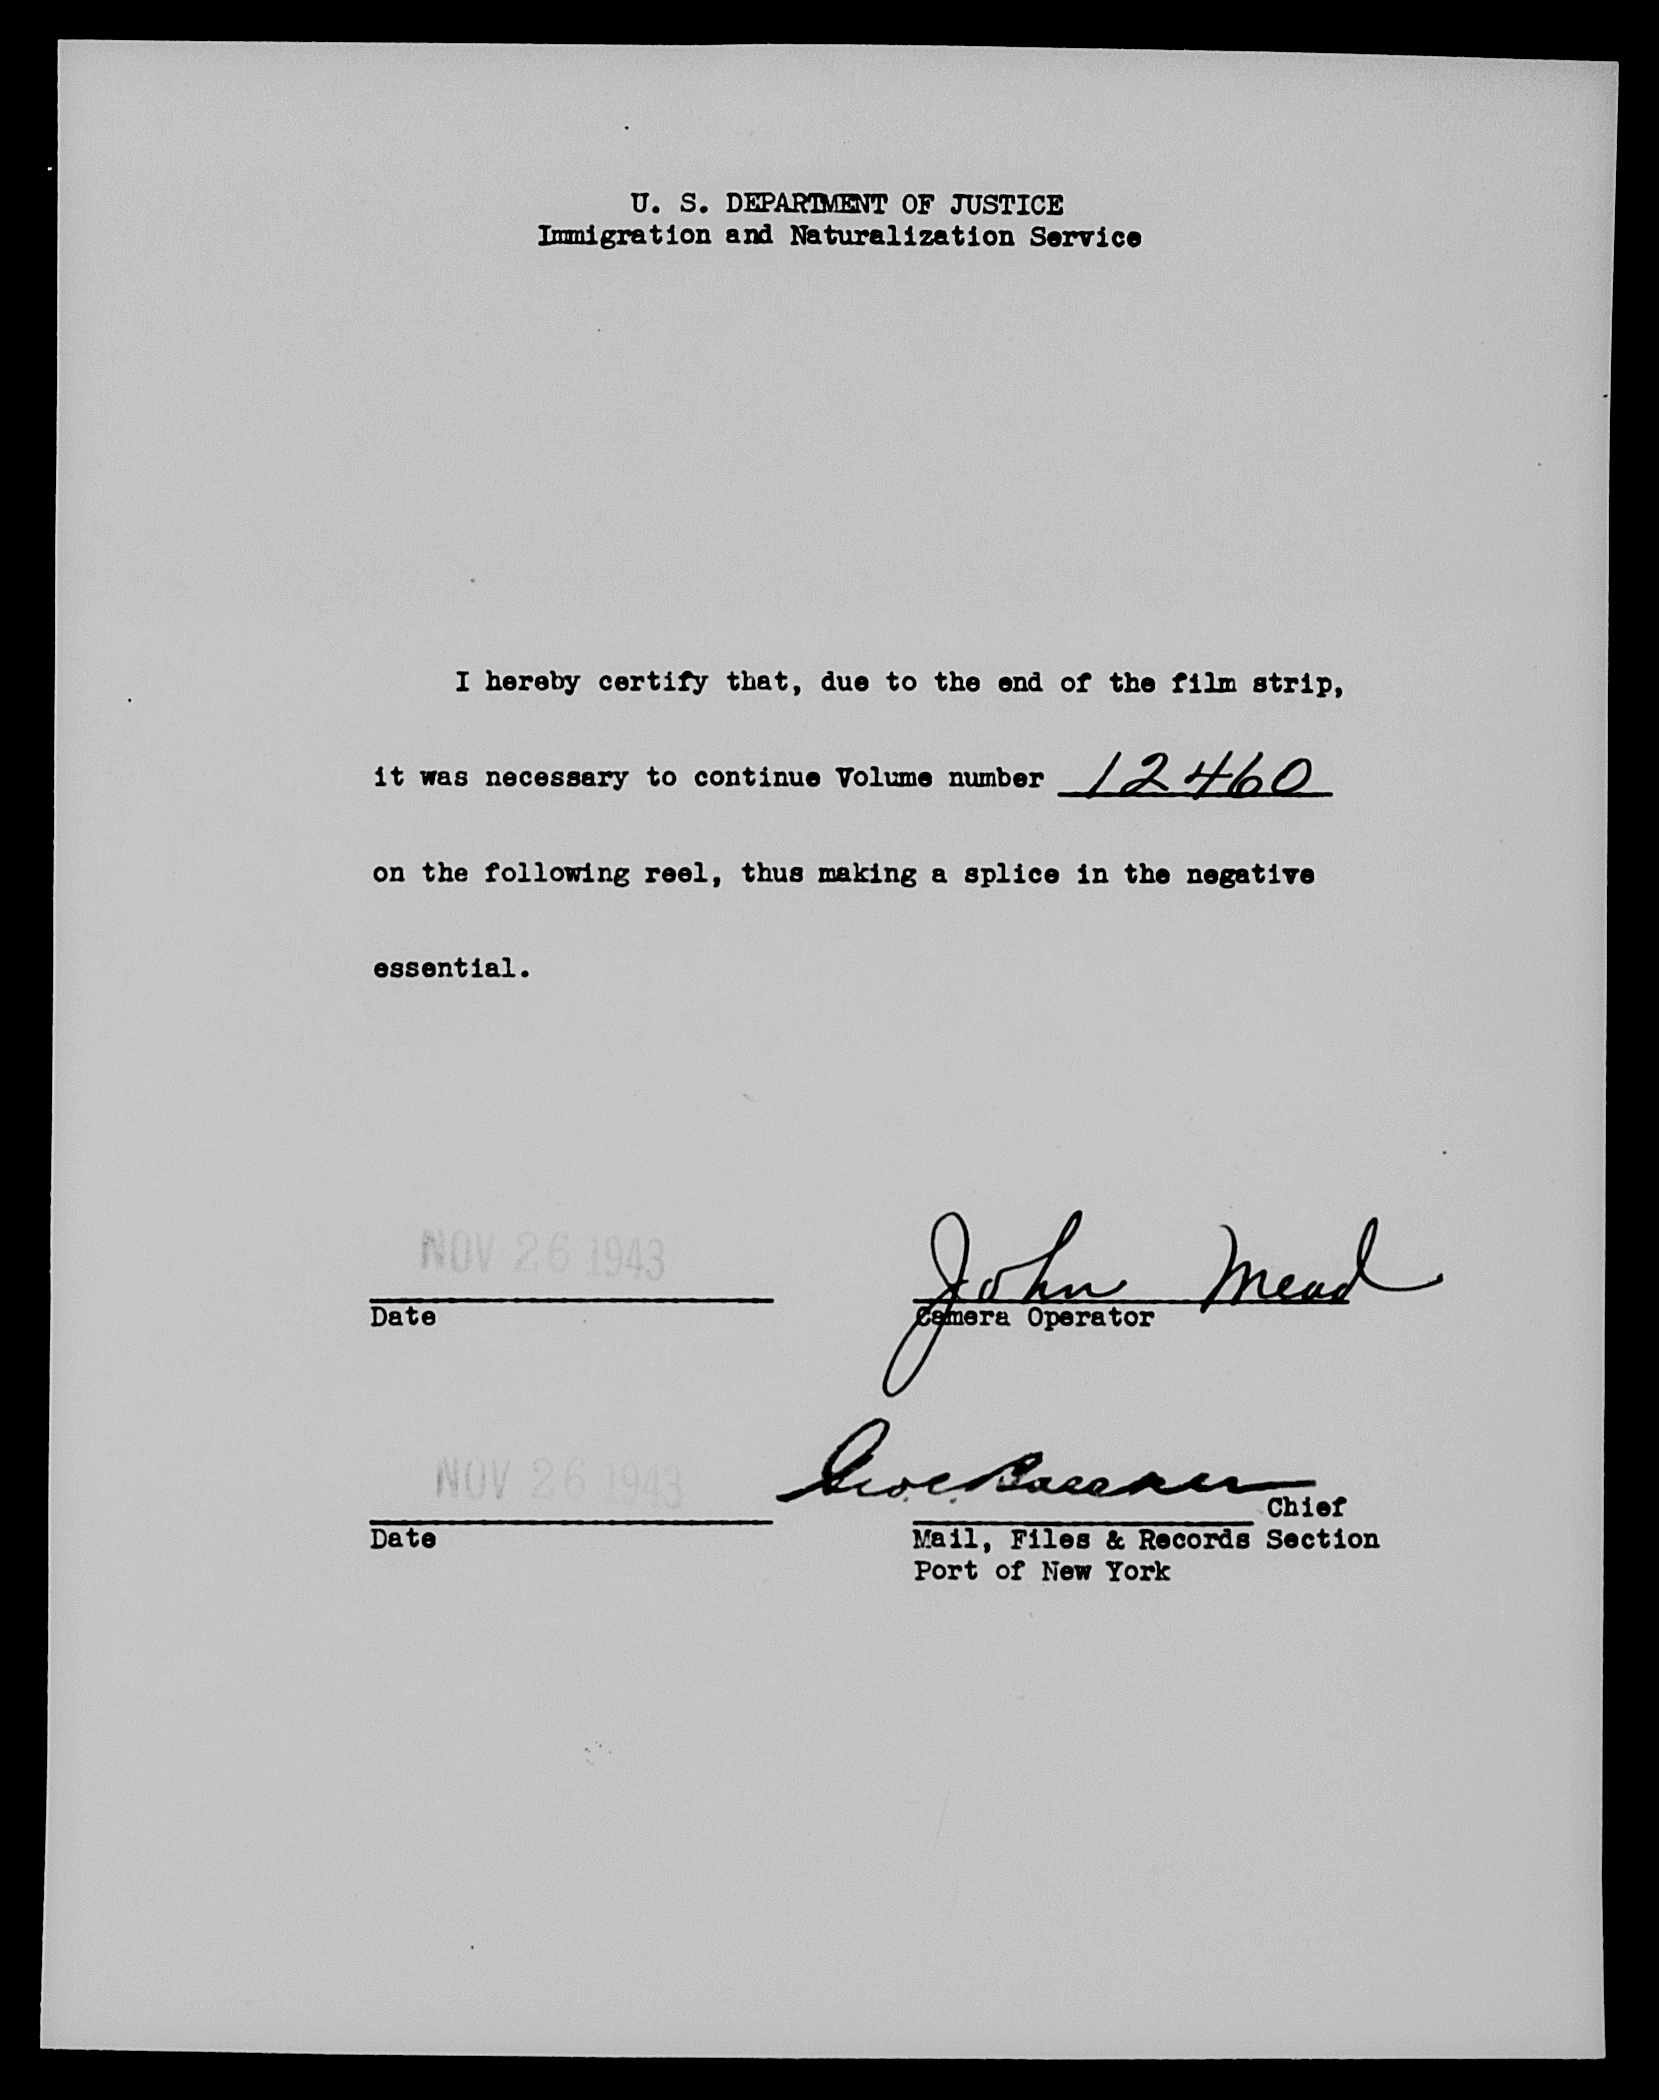 U. S. DEPARTMENT OF JUSTICE
Immigration and Naturalization Service
I hereby certify that, due to the end of the film strip,
it was necessary to continue Volume number 12460
on the following reel, thus making a splice in the negative
essential.
NOV 26 1943
John Mead
Date
Camera Operator
NOV 26 1943
Chief
Date
Mail, Files & Records Section
Port of New York